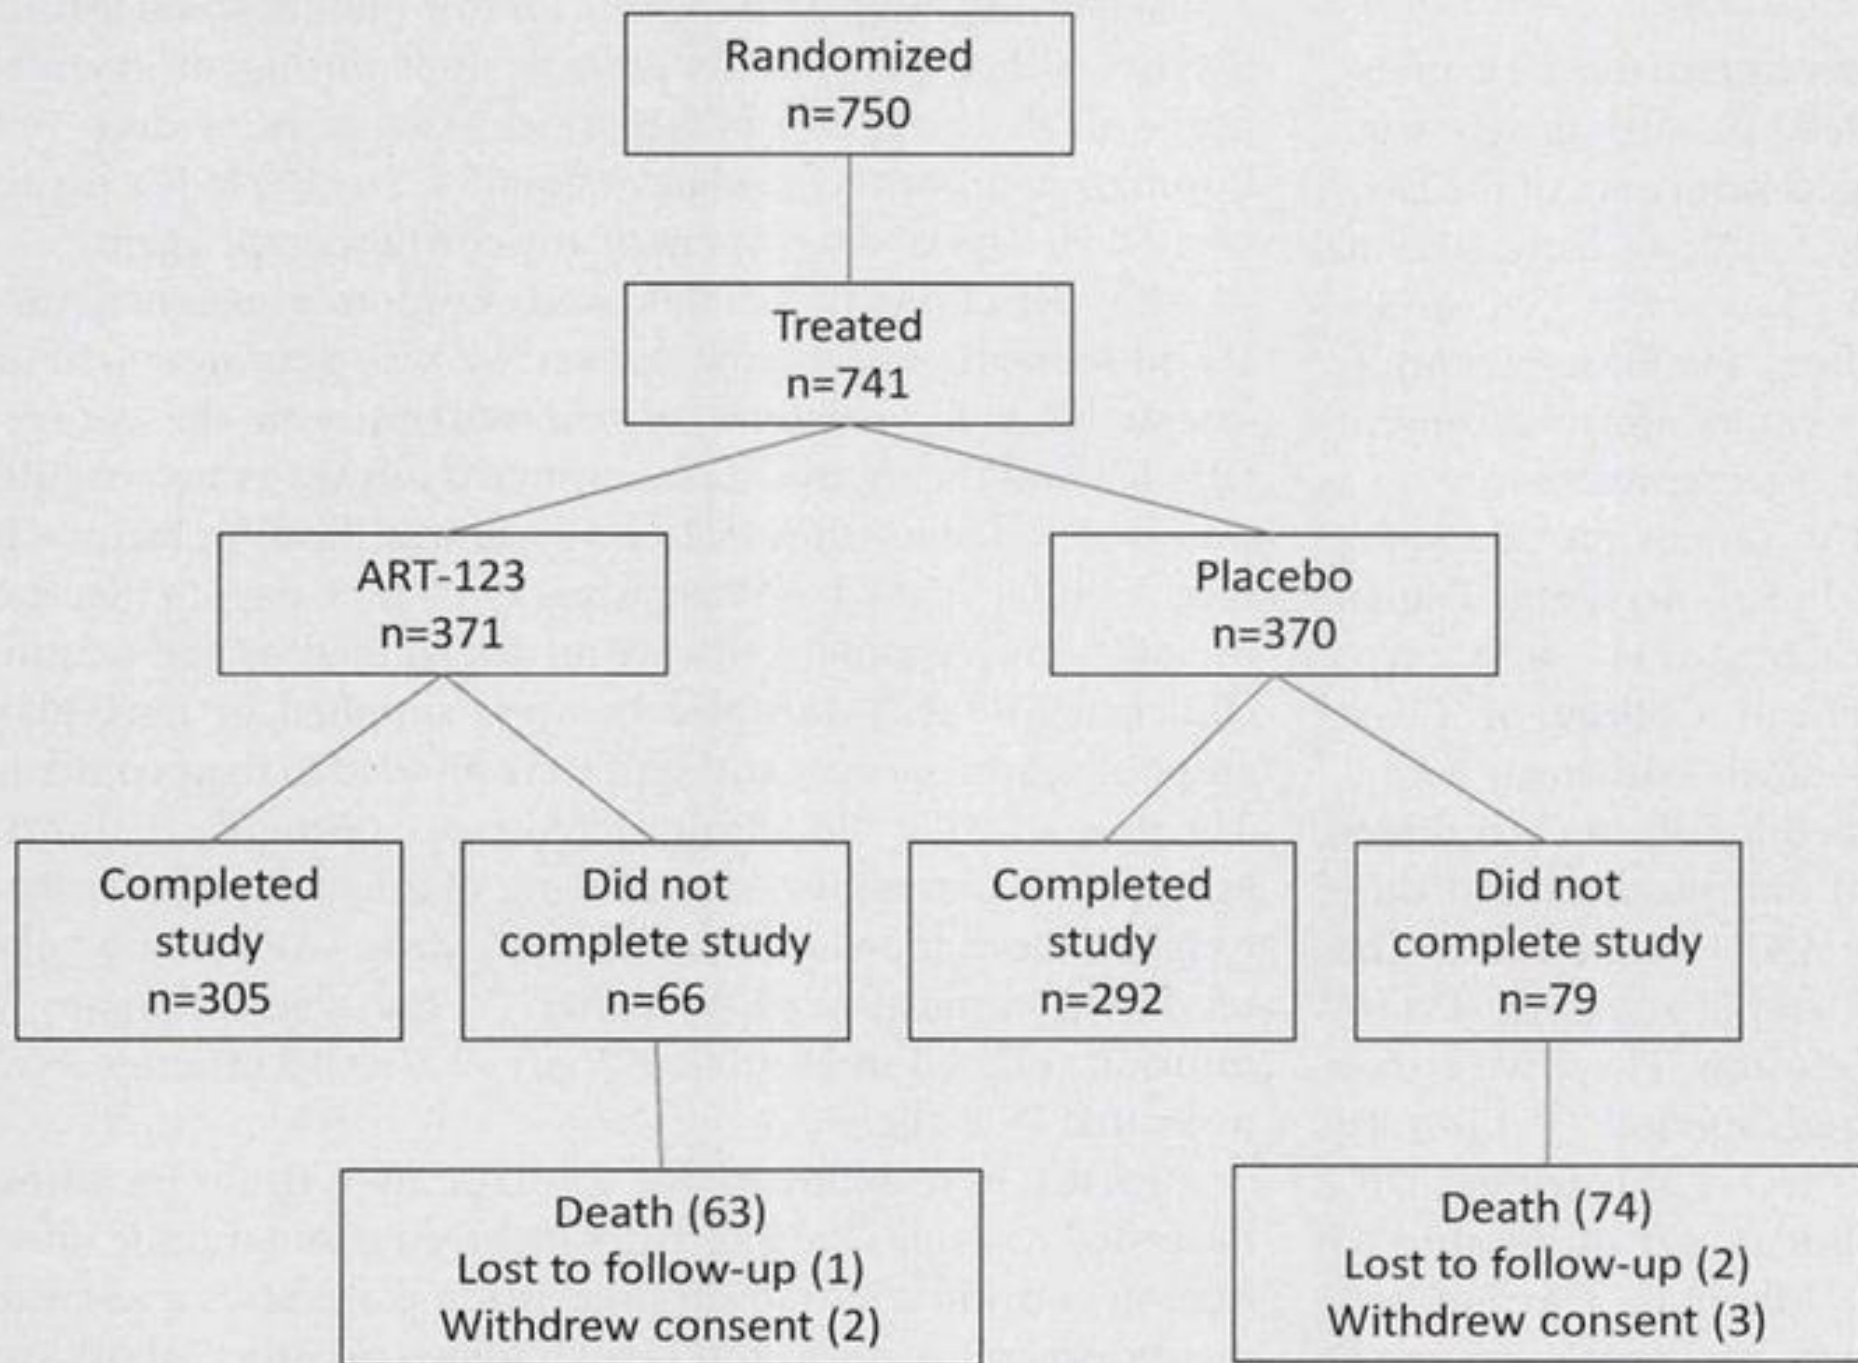 Randomized
n=750
Treated
n=741
ART-123
n=371
Placebo
n=370
Completed
study
n=305
Did not
complete study
n=66
Completed
study
n=292
Did not
complete study
n=79
Death (63)
Lost to follow-up (1)
Withdrew consent (2)
Death (74)
Lost to follow-up (2)
Withdrew consent (3)